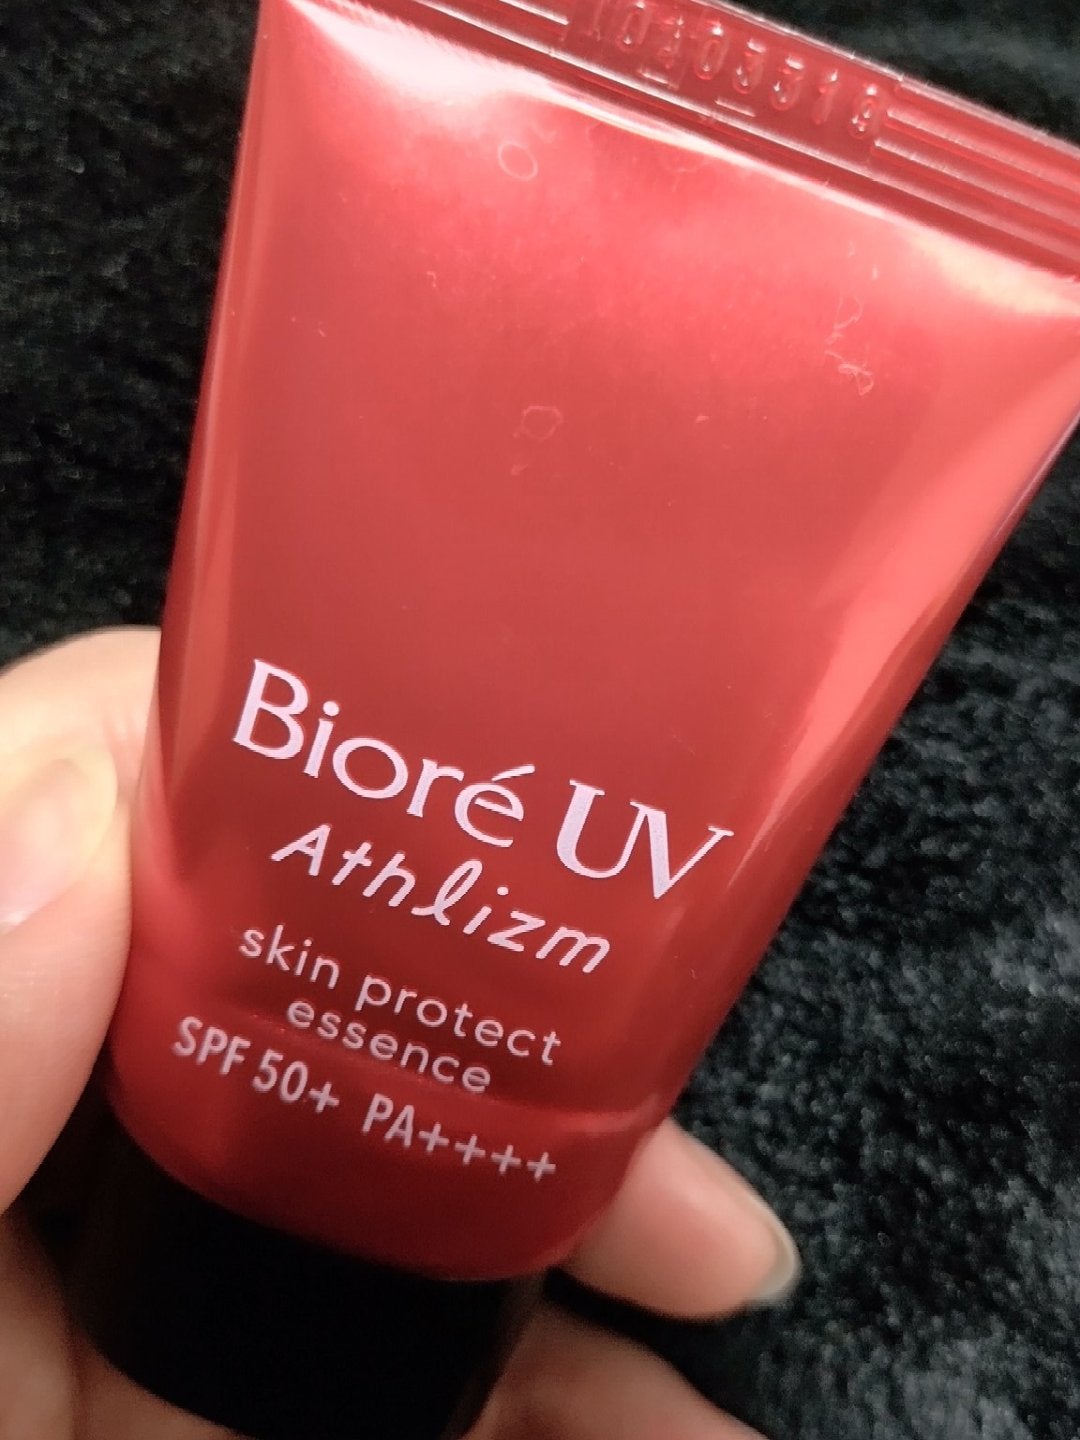 Bioré UV
Athlizm
skin protect
essence
SPF 50+ PA++++